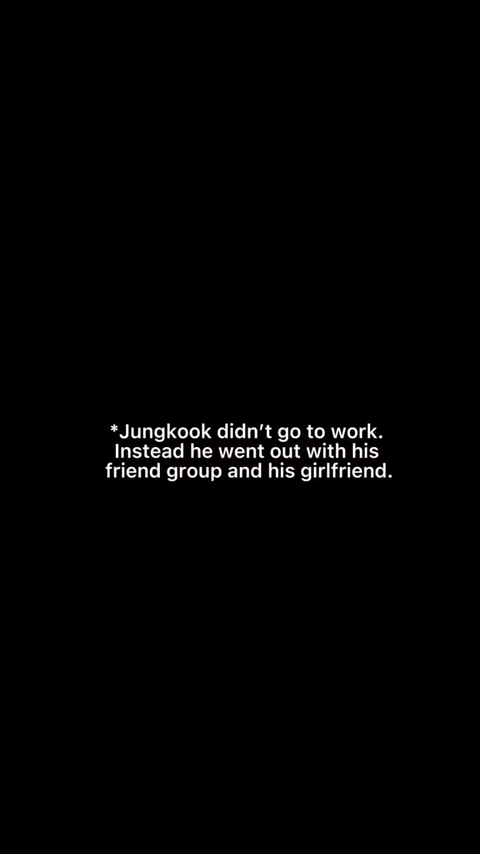 *Jungkook didn’t go to work.
Instead he went out with his
friend group and his girlfriend.